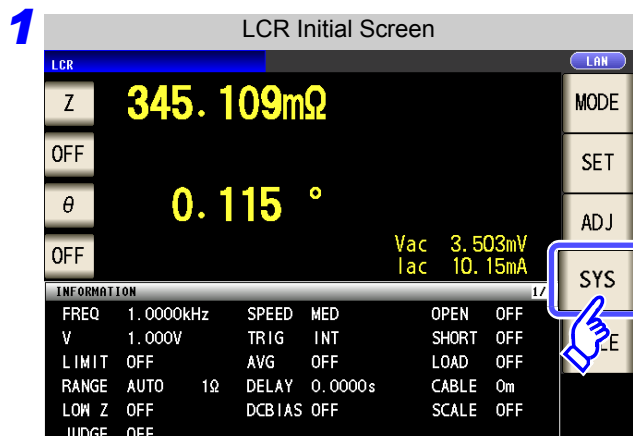 1
LCR Initial Screen
LCR
LAN
Z 345.109mΩ
MODE
OFF
SET
θ 0.115 °
ADJ
OFF
Vac 3.503mV
Iac 10.15mA
SYS
INFORMATION 1/
FREQ 1.0000kHz SPEED MED OPEN OFF
V 1.000V TRIG INT SHORT OFF
LIMIT OFF AVG OFF LOAD OFF
RANGE AUTO 1Ω DELAY 0.0000s CABLE 0m
LOW Z OFF DCBIAS OFF SCALE OFF
JUDGE OFF